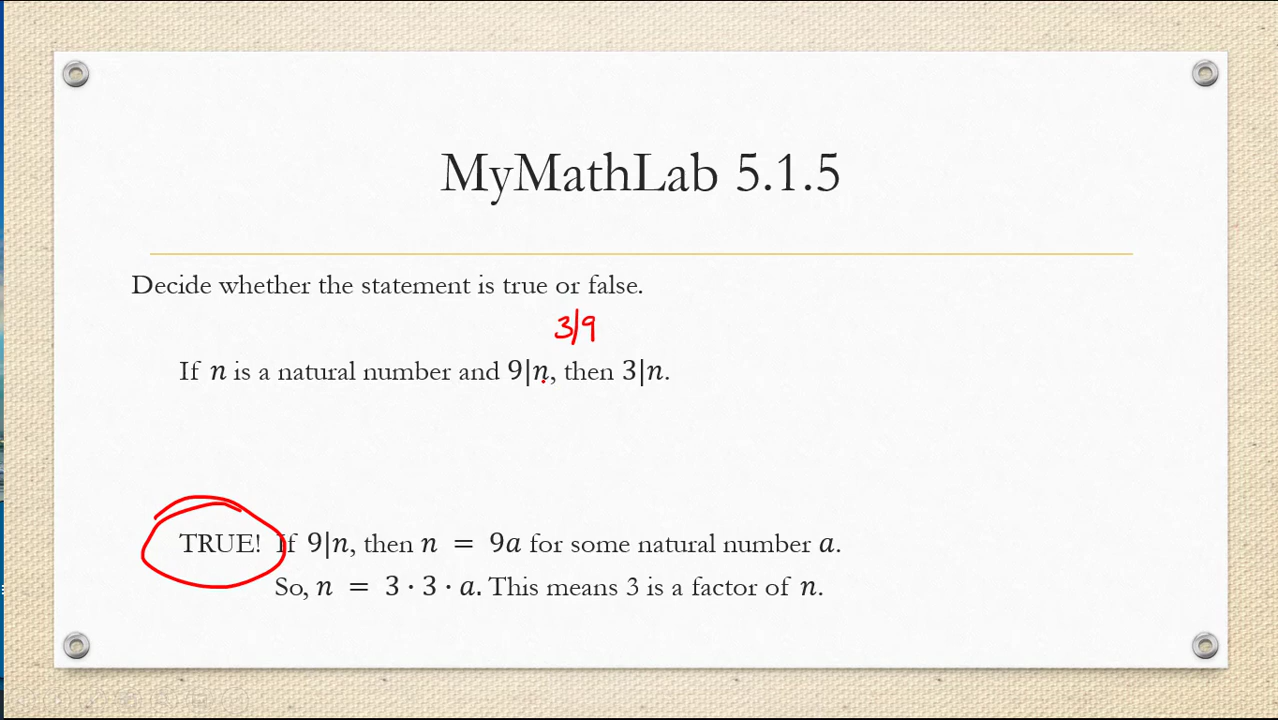 MyMathLab 5.1.5
Decide whether the statement is true or false.
3|9
If n is a natural number and 9|n, then 3|n.
TRUE! If 9|n, then n = 9a for some natural number a.
So, n = 3 · 3 · a. This means 3 is a factor of n.